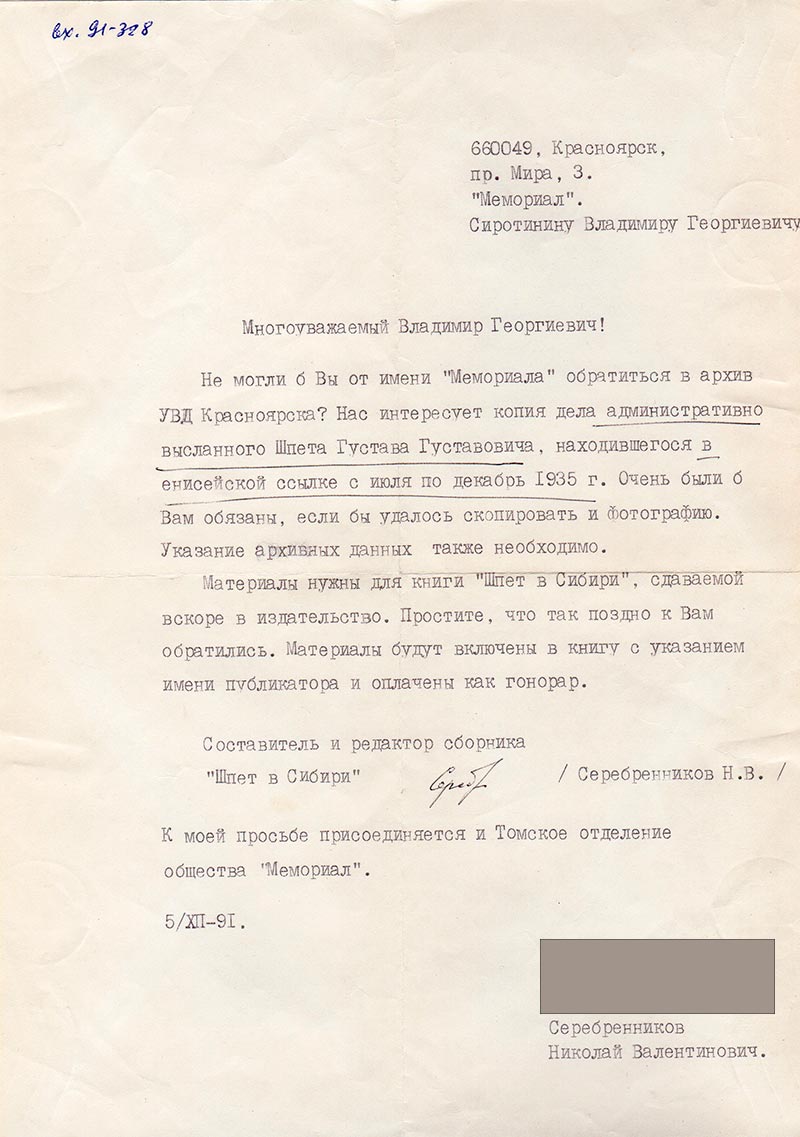 вх. 91-328
660049, Красноярск,
пр. Мира, 3.
"Мемориал".
Сиротинину Владимиру Георгиевичу
Многоуважаемый Владимир Георгиевич!
Не могли б Вы от имени "Мемориала" обратиться в архив
УВД Красноярска? Нас интересует копия дела административно
высланного Шпета Густава Густавовича, находившегося в
енисейской ссылке с июля по декабрь 1935 г. Очень были б
Вам обязаны, если бы удалось скопировать и фотографию.
Указание архивных данных также необходимо.
Материалы нужны для книги "Шпет в Сибири", сдаваемой
вскоре в издательство. Простите, что так поздно к Вам
обратились. Материалы будут включены в книгу с указанием
имени публикатора и оплачены как гонорар.
Составитель и редактор сборника
"Шпет в Сибири" Сереб / Серебренников Н.В. /
К моей просьбе присоединяется и Томское отделение
общества "Мемориал".
5/XII-91.
Серебренников
Николай Валентинович.